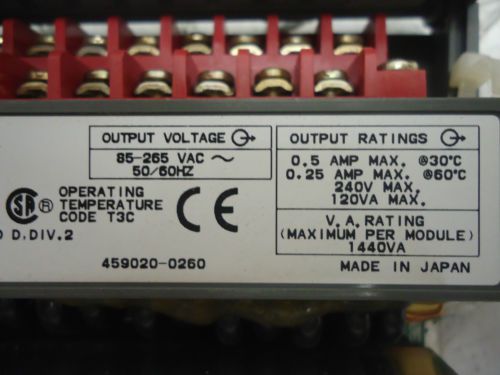 OUTPUT VOLTAGE
85-265 VAC ~
50/60HZ
OPERATING
TEMPERATURE
CODE T3C
D.DIV.2
CE
459020-0260
OUTPUT RATINGS
0.5 AMP MAX. @30°C
0.25 AMP MAX. @60°C
240V MAX.
120VA MAX.
V.A.RATING
(MAXIMUM PER MODULE)
1440VA
MADE IN JAPAN